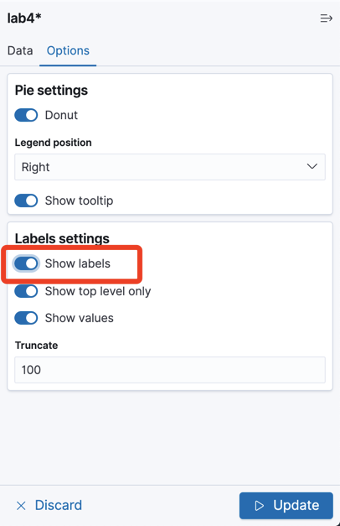 lab4*
Data Options
Pie settings
Donut
Legend position
Right
Show tooltip
Labels settings
Show labels
Show top level only
Show values
Truncate
100
Discard Update